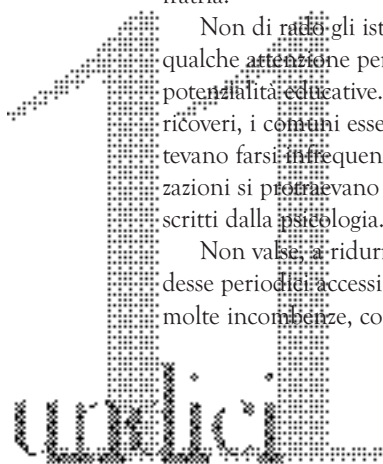 Non di rado gli ist
qualche attenzione per
potenzialità educative.
ricoveri, i comuni esse
tevano farsi infrequen
zazioni si protraevano
scritti dalla psicologia.
Non valse, a ridurr
desse periodici accessi
molte incombenze, co
11
undici